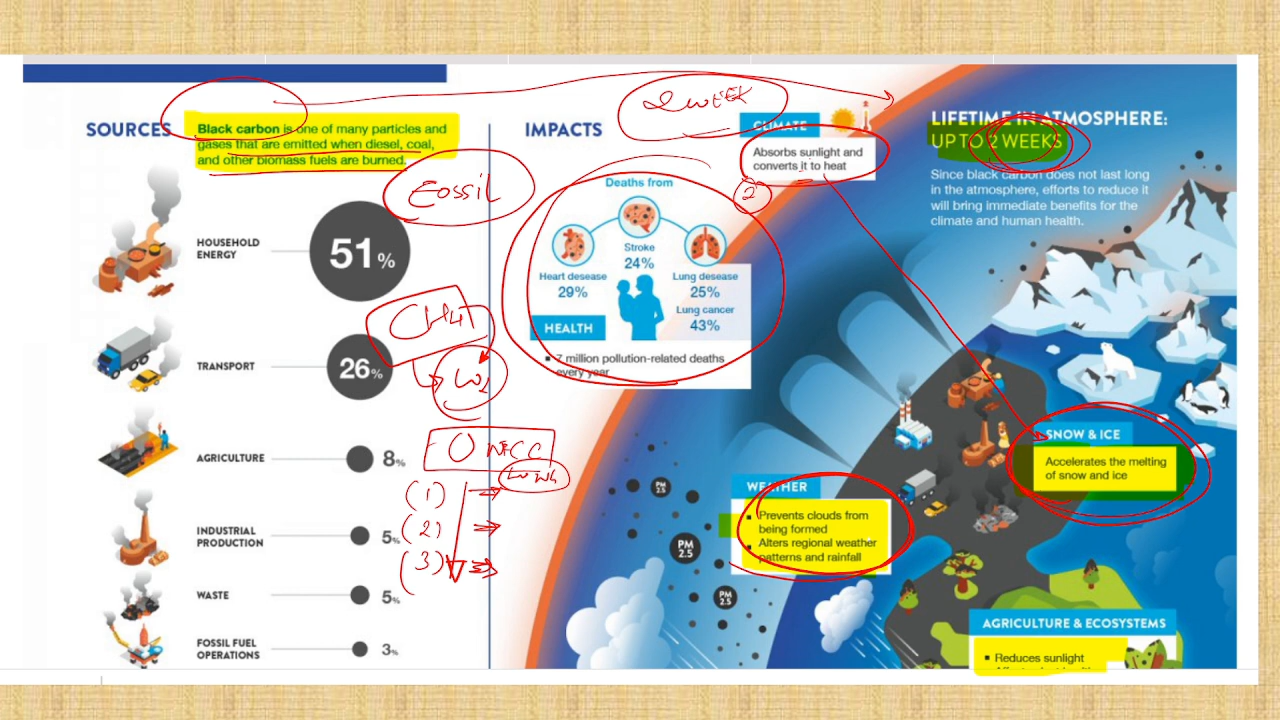 SOURCES
Black carbon is one of many particles and
gases that are emitted when diesel, coal,
and other biomass fuels are burned.
Fossil
HOUSEHOLD
ENERGY
51%
CH4
TRANSPORT
26%
AGRICULTURE
8%
(1)
(2)
(3)
INDUSTRIAL
PRODUCTION
5%
WASTE
5%
FOSSIL FUEL
OPERATIONS
3%
IMPACTS
2 week
CLIMATE
Absorbs sunlight and
converts it to heat
2
Deaths from
Stroke
24%
Heart desease
29%
Lung desease
25%
Lung cancer
43%
HEALTH
▪ 7 million pollution-related deaths
every year
PM
2.5
PM
2.5
PM
2.5
WEATHER
▪ Prevents clouds from
being formed
▪ Alters regional weather
patterns and rainfall
LIFETIME IN ATMOSPHERE:
UP TO 2 WEEKS
Since black carbon does not last long
in the atmosphere, efforts to reduce it
will bring immediate benefits for the
climate and human health.
SNOW & ICE
Accelerates the melting
of snow and ice
AGRICULTURE & ECOSYSTEMS
▪ Reduces sunlight